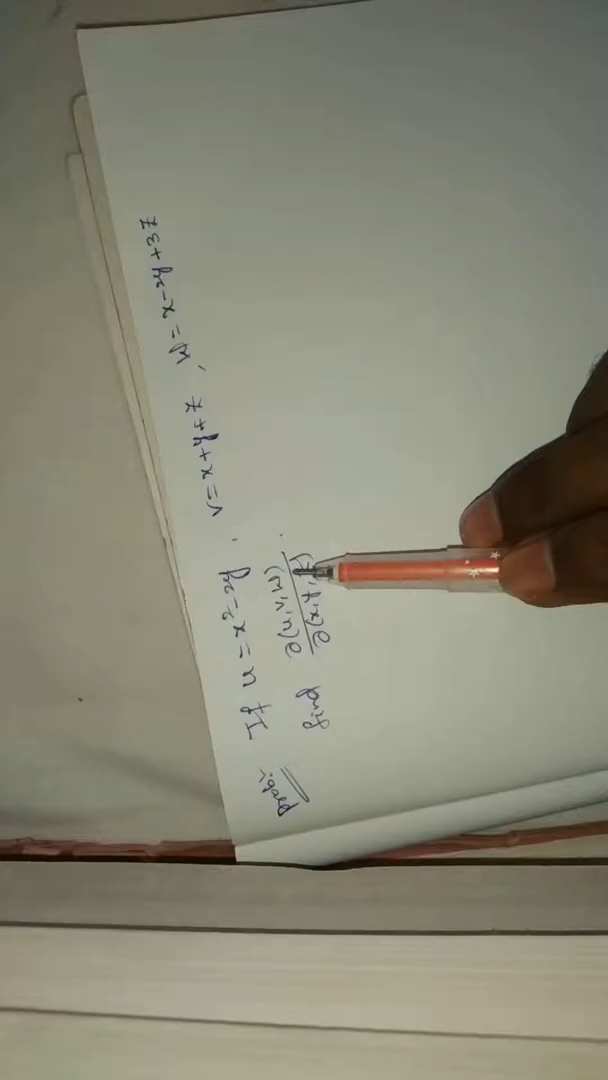 Prob:
If u = x² - 2y, v = x+y+z, w = x-2y+3z
find ∂(u,v,w)/∂(x,y,z).